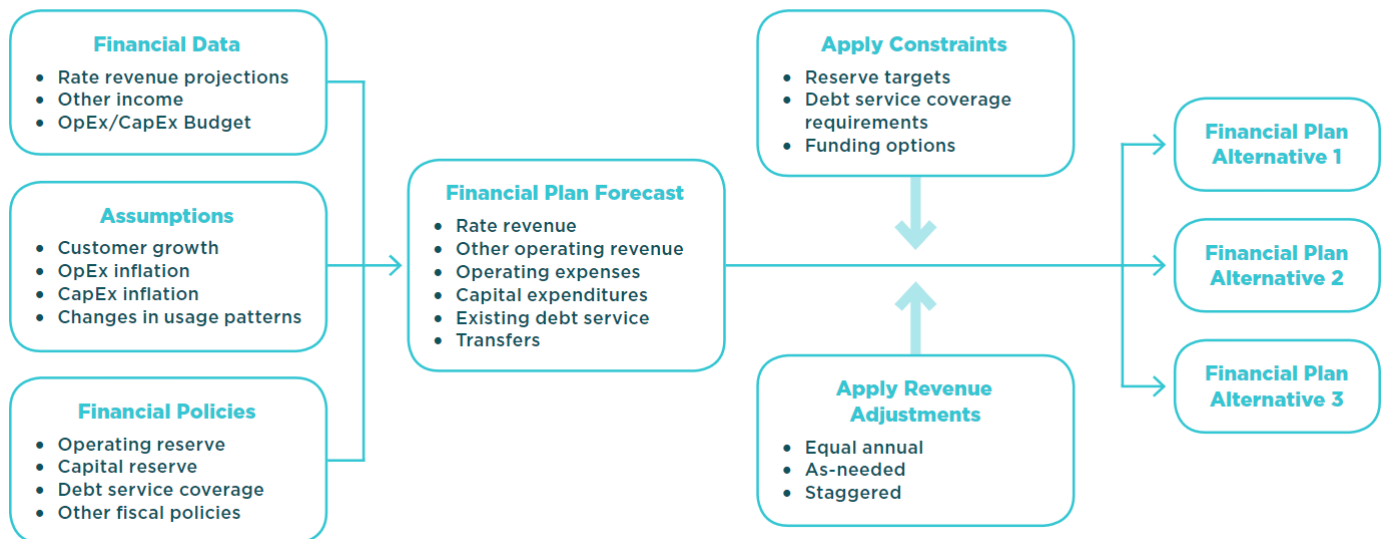 Financial Data
• Rate revenue projections
• Other income
• OpEx/CapEx Budget
Assumptions
• Customer growth
• OpEx inflation
• CapEx inflation
• Changes in usage patterns
Financial Policies
• Operating reserve
• Capital reserve
• Debt service coverage
• Other fiscal policies
Financial Plan Forecast
• Rate revenue
• Other operating revenue
• Operating expenses
• Capital expenditures
• Existing debt service
• Transfers
Apply Constraints
• Reserve targets
• Debt service coverage
requirements
• Funding options
Apply Revenue
Adjustments
• Equal annual
• As-needed
• Staggered
Financial Plan
Alternative 1
Financial Plan
Alternative 2
Financial Plan
Alternative 3